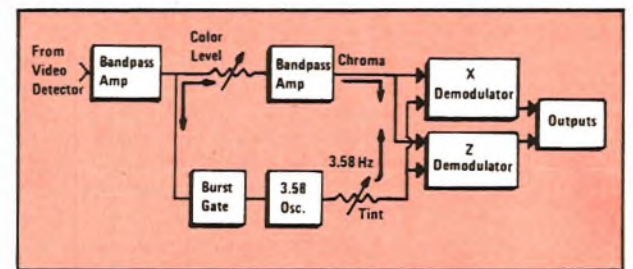 From
Video
Detector
Bandpass
Amp
Color
Level
Bandpass
Amp
Chroma
X
Demodulator
Z
Demodulator
Outputs
3.58 Hz
Burst
Gate
3.58
Osc.
Tint